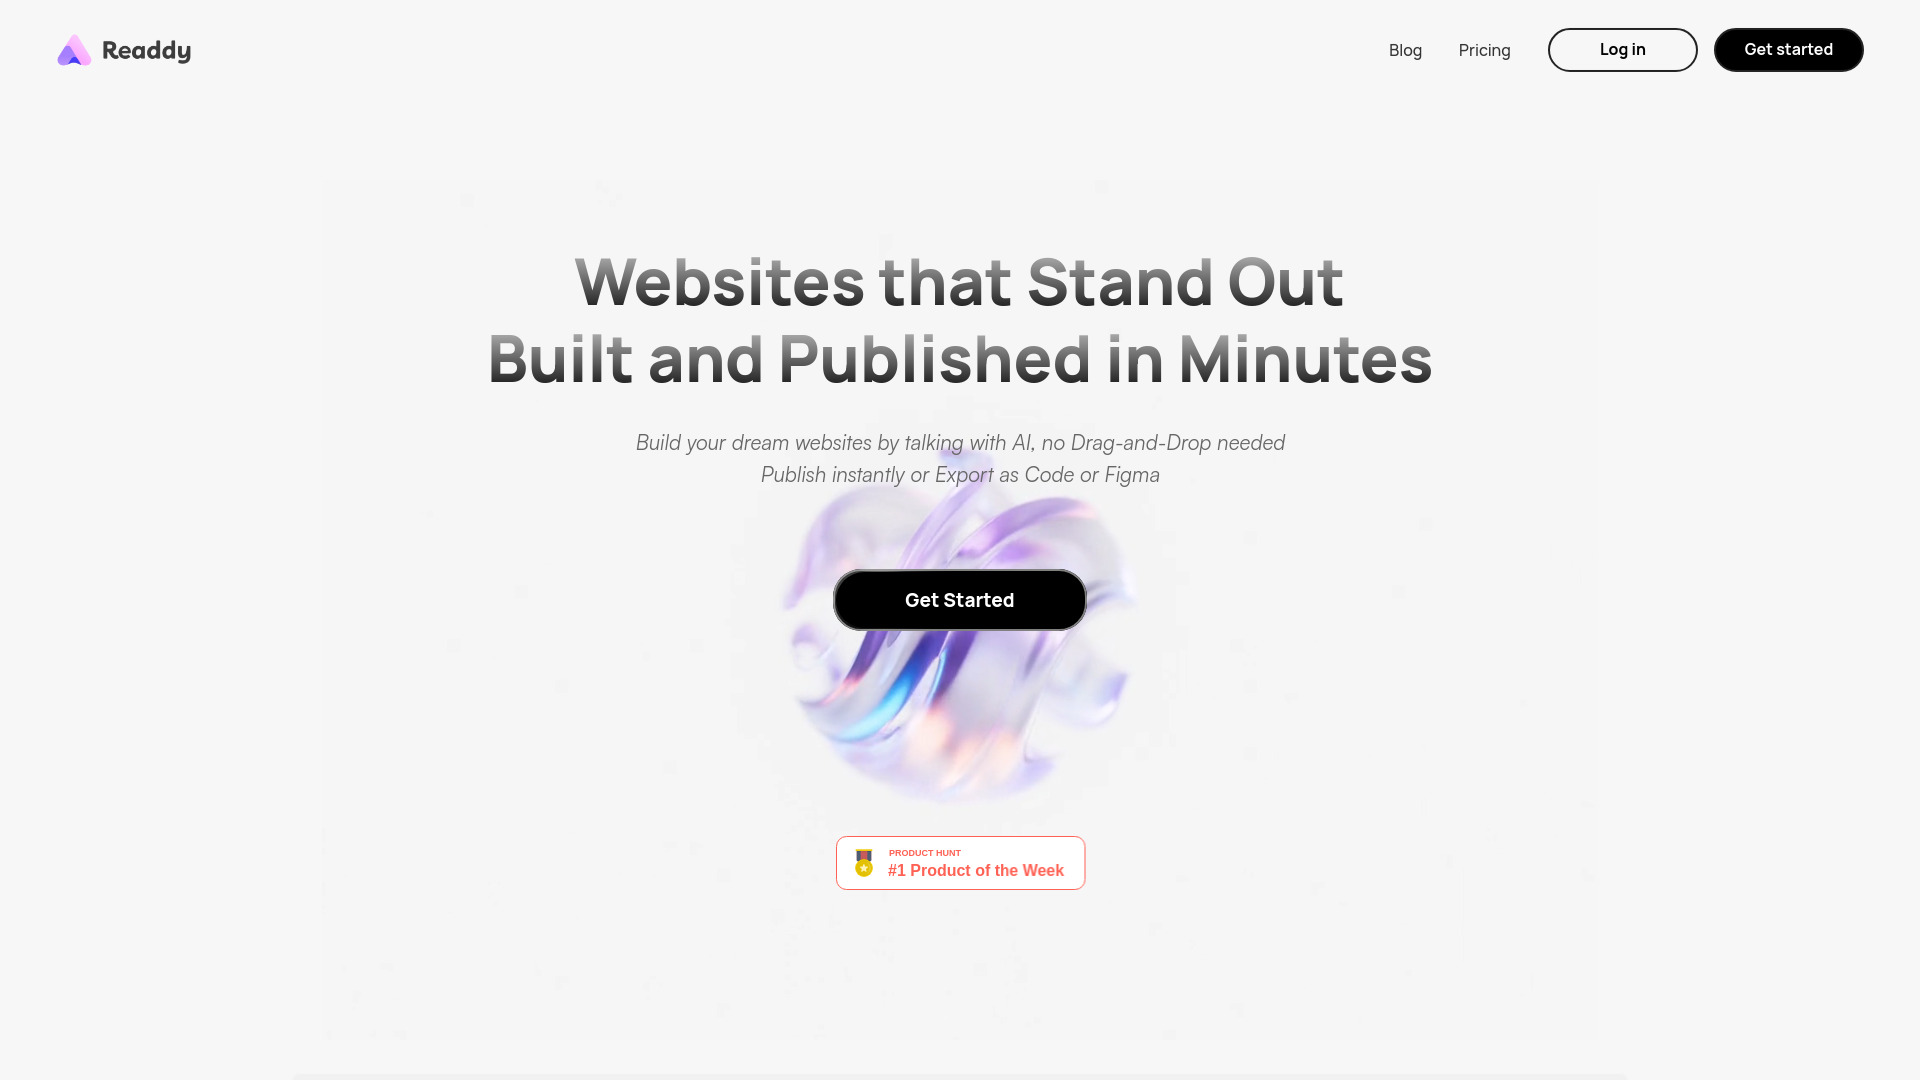 Readdy
Blog
Pricing
Log in
Get started
Websites that Stand Out
Built and Published in Minutes
Build your dream websites by talking with AI, no Drag-and-Drop needed
Publish instantly or Export as Code or Figma
Get Started
PRODUCT HUNT
#1 Product of the Week